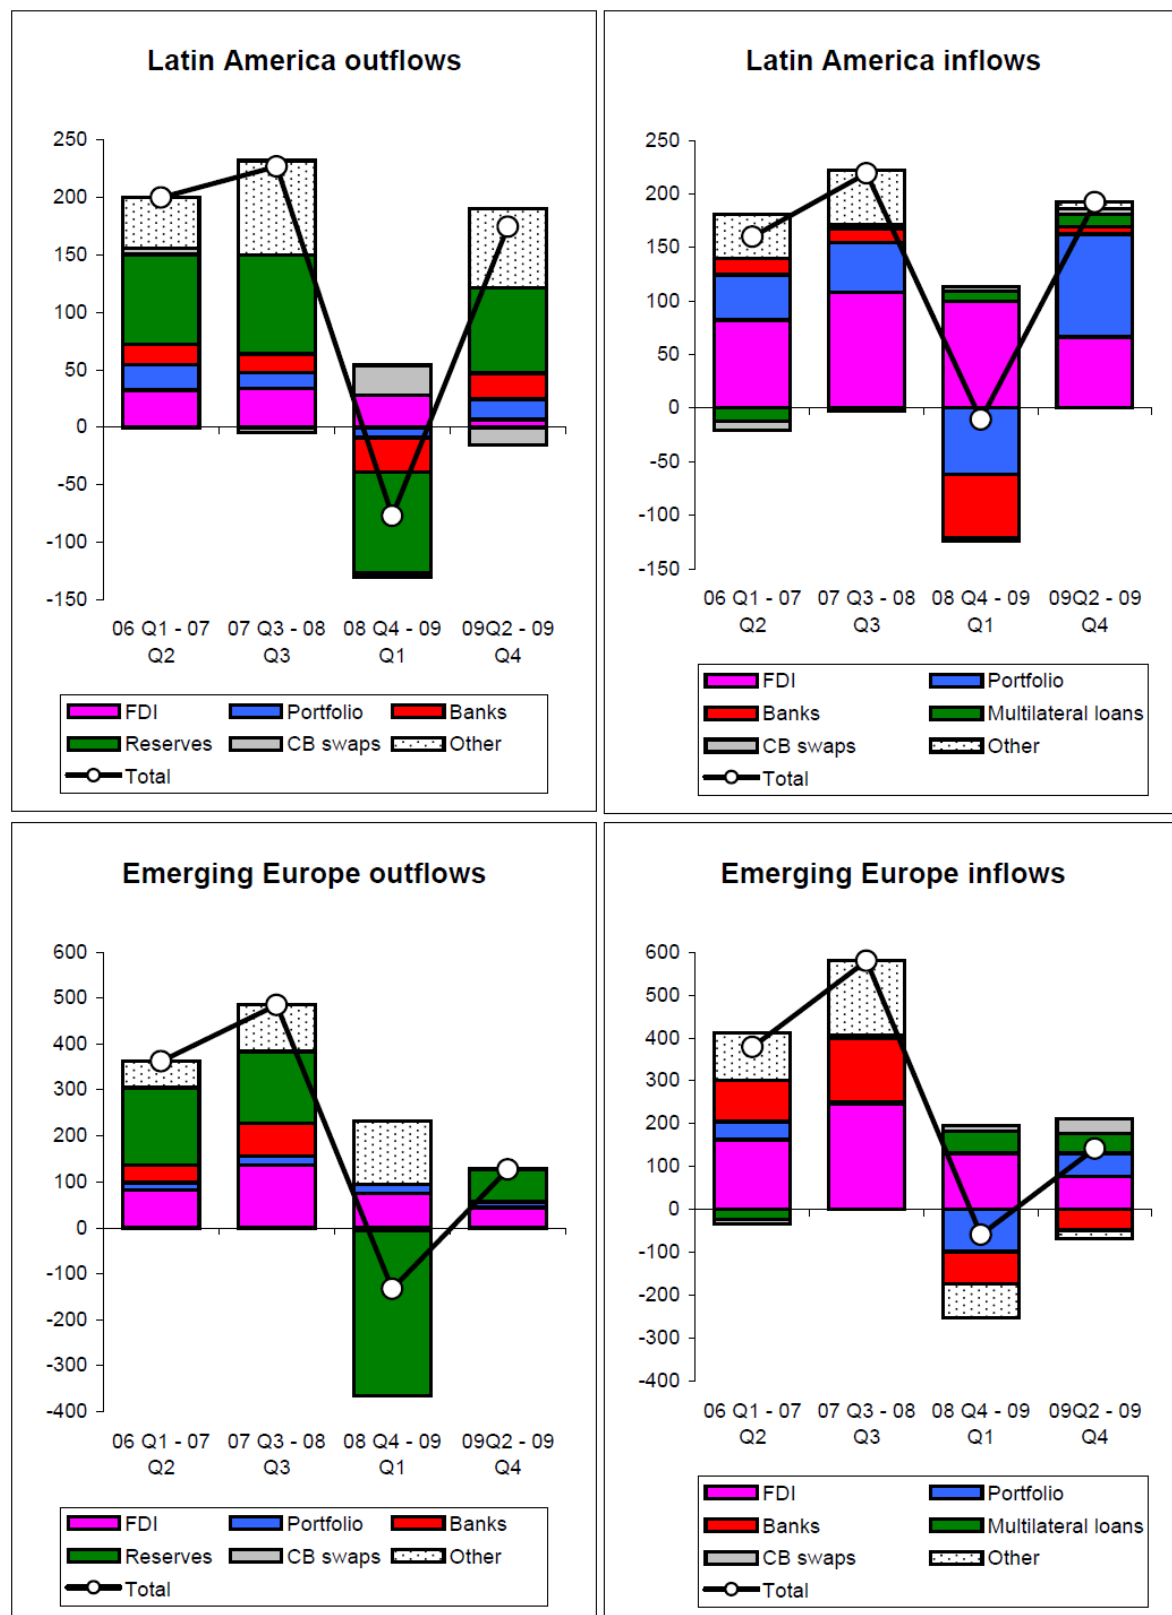 Latin America outflows
250
200
150
100
50
0
-50
-100
-150
06 Q1 - 07 07 Q3 - 08 08 Q4 - 09 09Q2 - 09
Q2 Q3 Q1 Q4
FDI Portfolio Banks
Reserves CB swaps Other
Total
Latin America inflows
250
200
150
100
50
0
-50
-100
-150
06 Q1 - 07 07 Q3 - 08 08 Q4 - 09 09Q2 - 09
Q2 Q3 Q1 Q4
FDI Portfolio
Banks Multilateral loans
CB swaps Other
Total
Emerging Europe outflows
600
500
400
300
200
100
0
-100
-200
-300
-400
06 Q1 - 07 07 Q3 - 08 08 Q4 - 09 09Q2 - 09
Q2 Q3 Q1 Q4
FDI Portfolio Banks
Reserves CB swaps Other
Total
Emerging Europe inflows
600
500
400
300
200
100
0
-100
-200
-300
-400
06 Q1 - 07 07 Q3 - 08 08 Q4 - 09 09Q2 - 09
Q2 Q3 Q1 Q4
FDI Portfolio
Banks Multilateral loans
CB swaps Other
Total